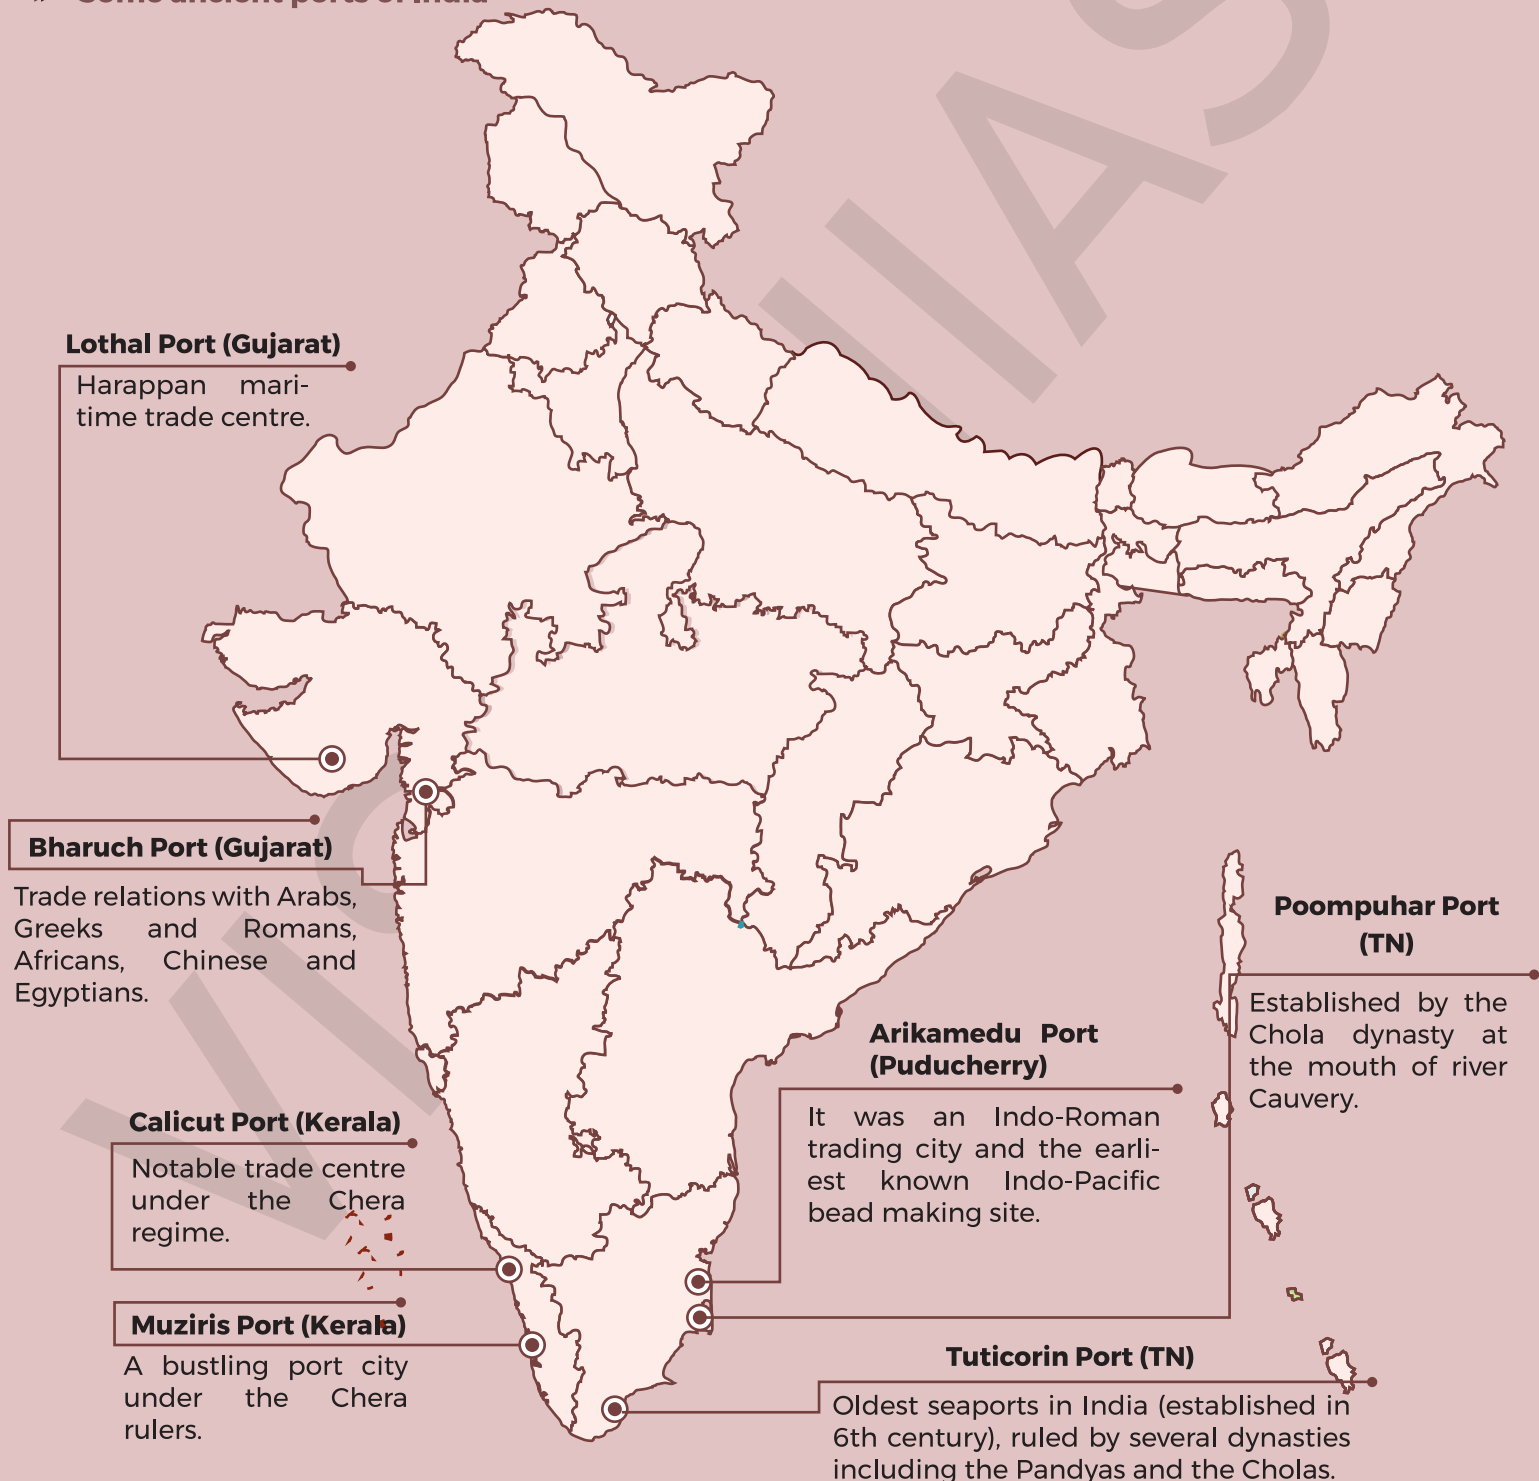 Some ancient ports of India
Lothal Port (Gujarat)
Harappan mari-
time trade centre.
Bharuch Port (Gujarat)
Trade relations with Arabs,
Greeks and Romans,
Africans, Chinese and
Egyptians.
Poompuhar Port
(TN)
Established by the
Chola dynasty at
the mouth of river
Cauvery.
Arikamedu Port
(Puducherry)
It was an Indo-Roman
trading city and the earli-
est known Indo-Pacific
bead making site.
Calicut Port (Kerala)
Notable trade centre
under the Chera
regime.
Muziris Port (Kerala)
A bustling port city
under the Chera
rulers.
Tuticorin Port (TN)
Oldest seaports in India (established in
6th century), ruled by several dynasties
including the Pandyas and the Cholas.